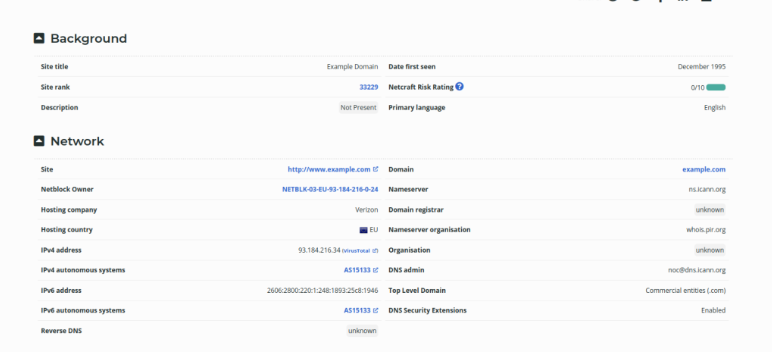 Background
Site title Example Domain Date first seen December 1995
Site rank 33229 Netcraft Risk Rating ? 0/10
Description Not Present Primary language English
Network
Site http://www.example.com Domain example.com
Netblock Owner NETBLK-03-EU-93-184-216-0-24 Nameserver ns.icann.org
Hosting company Verizon Domain registrar unknown
Hosting country EU Nameserver organisation whois.pir.org
IPv4 address 93.184.216.34 (VirusTotal) Organisation unknown
IPv4 autonomous systems AS15133 DNS admin noc@dns.icann.org
IPv6 address 2606:2800:220:1:248:1893:25c8:1946 Top Level Domain Commercial entities (.com)
IPv6 autonomous systems AS15133 DNS Security Extensions Enabled
Reverse DNS unknown